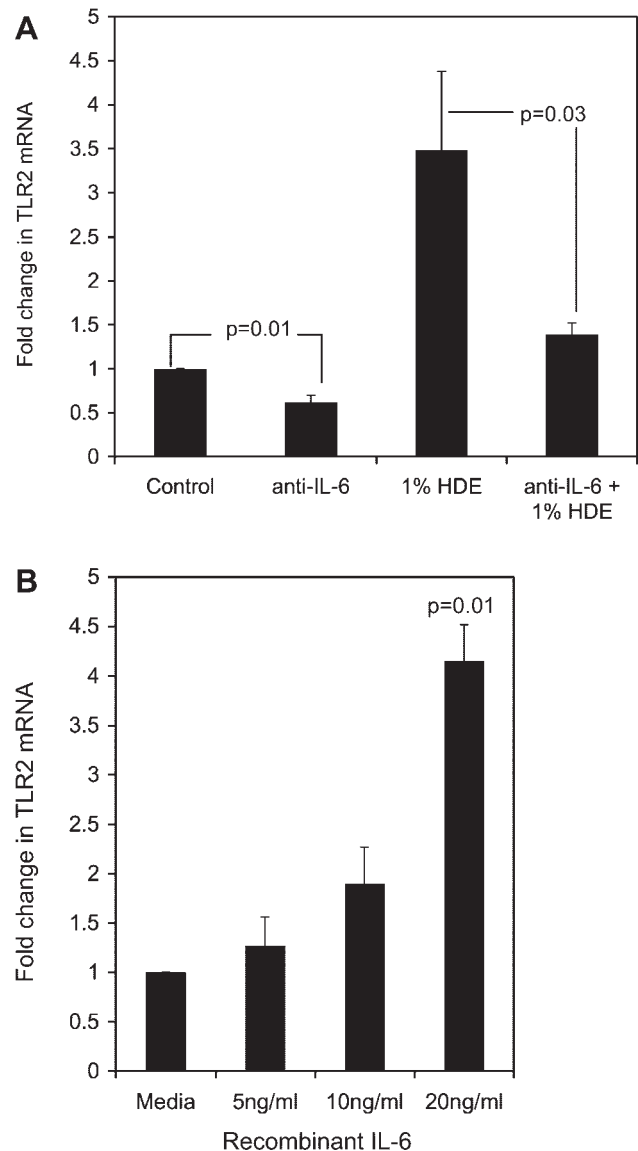 A
Fold change in TLR2 mRNA
5
4.5
4
3.5
3
2.5
2
1.5
1
0.5
0
p=0.01
p=0.03
Control
anti-IL-6
1% HDE
anti-IL-6 +
1% HDE
B
Fold change in TLR2 mRNA
5
4.5
4
3.5
3
2.5
2
1.5
1
0.5
0
p=0.01
Media
5ng/ml
10ng/ml
20ng/ml
Recombinant IL-6